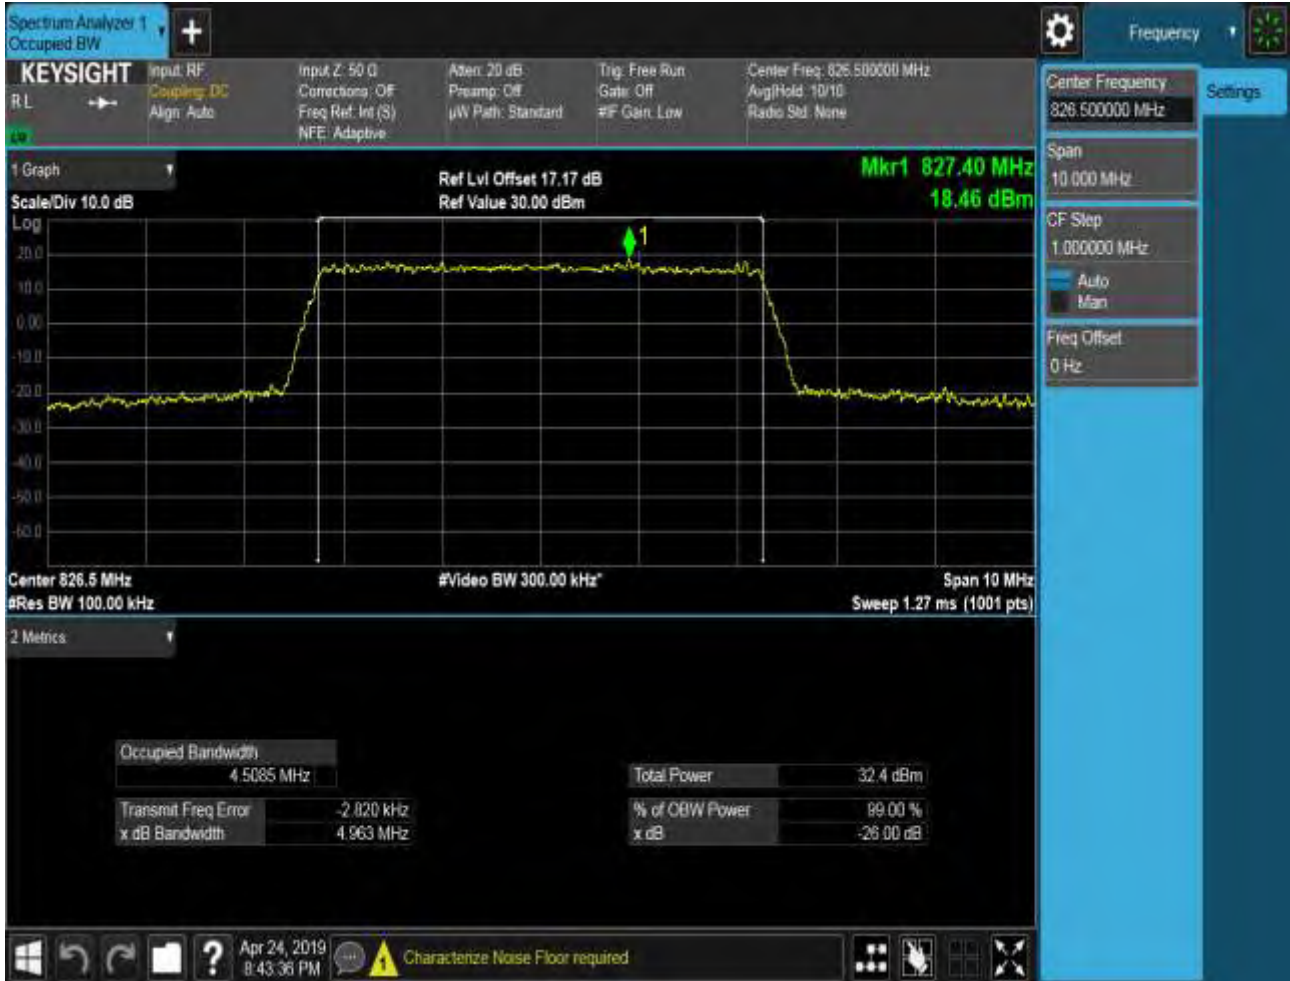 Spectrum Analyzer 1
Occupied BW
Frequency
KEYSIGHT
RL
Input: RF
Coupling: DC
Align: Auto
Input Z: 50 Ω
Corrections: Off
Freq Ref: Int (S)
NFE: Adaptive
Atten: 20 dB
Preamp: Off
µW Path: Standard
Trig: Free Run
Gate: Off
#IF Gain: Low
Center Freq: 826.500000 MHz
Avg|Hold: 10/10
Radio Std: None
Center Frequency
826.500000 MHz
Settings
Span
10.000 MHz
CF Step
1.000000 MHz
Auto
Man
Freq Offset
0 Hz
1 Graph
Scale/Div 10.0 dB
Ref Lvl Offset 17.17 dB
Ref Value 30.00 dBm
Mkr1 827.40 MHz
18.46 dBm
Log
20.0
10.0
0.00
-10.0
-20.0
-30.0
-40.0
-50.0
-60.0
1
Center 826.5 MHz
#Res BW 100.00 kHz
#Video BW 300.00 kHz*
Span 10 MHz
Sweep 1.27 ms (1001 pts)
2 Metrics
Occupied Bandwidth
4.5085 MHz
Transmit Freq Error -2.820 kHz
x dB Bandwidth 4.963 MHz
Total Power 32.4 dBm
% of OBW Power 99.00 %
x dB -26.00 dB
Apr 24, 2019
8:43:36 PM
Characterize Noise Floor required